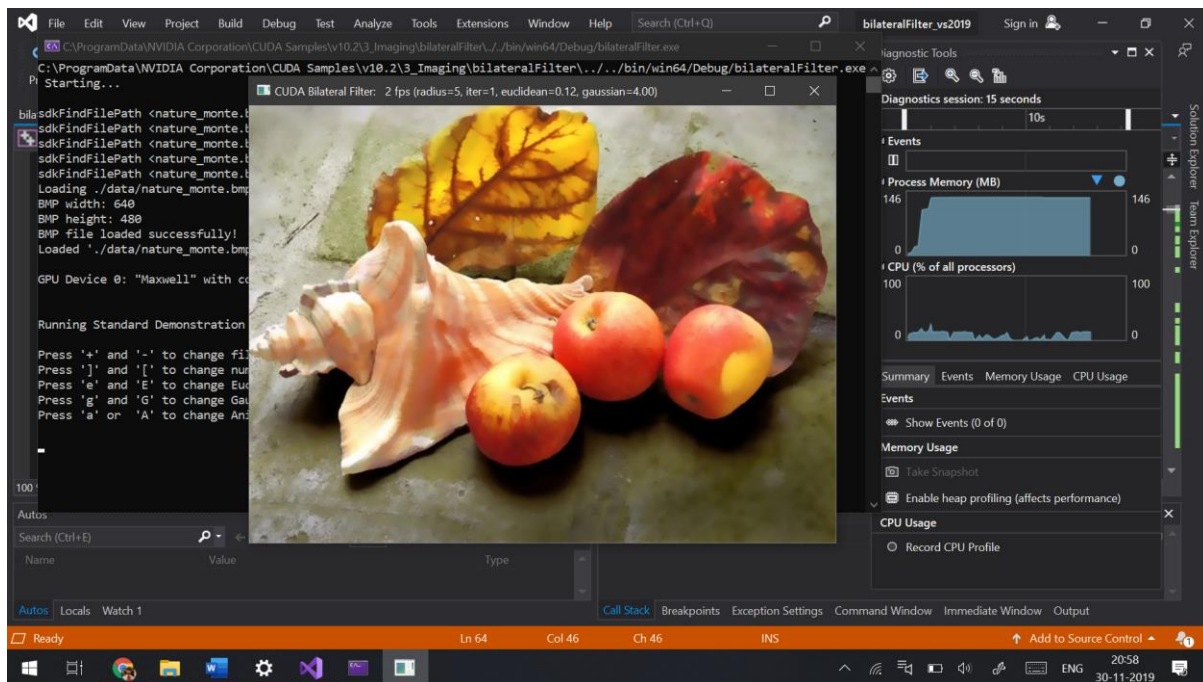 File Edit View Project Build Debug Test Analyze Tools Extensions Window Help Search (Ctrl+Q) bilateralFilter_vs2019 Sign in
C:\ProgramData\NVIDIA Corporation\CUDA Samples\v10.2\3_Imaging\bilateralFilter\../../bin/win64/Debug/bilateralFilter.exe
C:\ProgramData\NVIDIA Corporation\CUDA Samples\v10.2\3_Imaging\bilateralFilter\../../bin/win64/Debug/bilateralFilter.exe
Starting...
CUDA Bilateral Filter: 2 fps (radius=5, iter=1, euclidean=0.12, gaussian=4.00)
sdkFindFilePath <nature_monte.b
sdkFindFilePath <nature_monte.b
sdkFindFilePath <nature_monte.b
sdkFindFilePath <nature_monte.b
sdkFindFilePath <nature_monte.b
Loading ./data/nature_monte.bmp
BMP width: 640
BMP height: 480
BMP file loaded successfully!
Loaded './data/nature_monte.bmp
GPU Device 0: "Maxwell" with co
Running Standard Demonstration
Press '+' and '-' to change fil
Press ']' and '[' to change num
Press 'e' and 'E' to change Euc
Press 'g' and 'G' to change Gau
Press 'a' or 'A' to change Ani
100
Autos
Search (Ctrl+E)
Name Value Type
Autos Locals Watch 1
Call Stack Breakpoints Exception Settings Command Window Immediate Window Output
iagnostic Tools
Diagnostics session: 15 seconds
10s
Events
Process Memory (MB)
146 146
0 0
CPU (% of all processors)
100 100
0 0
Summary Events Memory Usage CPU Usage
Events
Show Events (0 of 0)
Memory Usage
Take Snapshot
Enable heap profiling (affects performance)
CPU Usage
Record CPU Profile
Solution Explorer
Team Explorer
Ready Ln 64 Col 46 Ch 46 INS Add to Source Control 1
ENG 20:58
30-11-2019